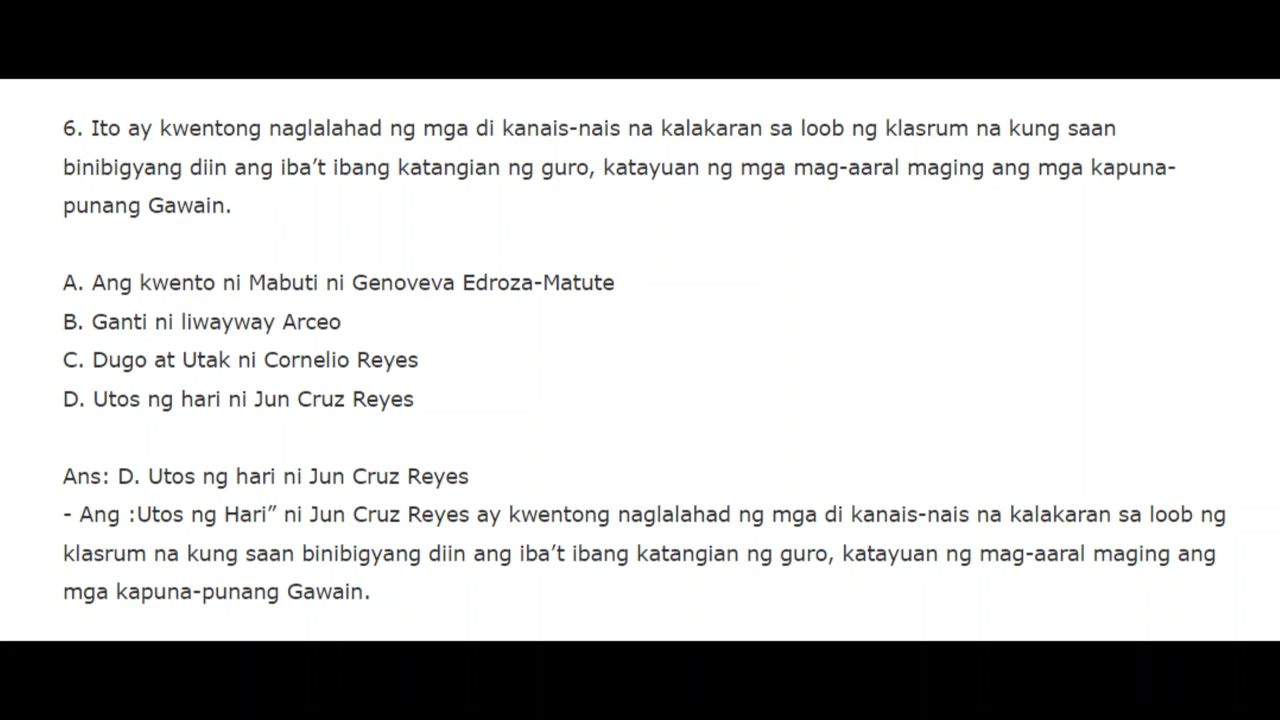 6. Ito ay kwentong naglalahad ng mga di kanais-nais na kalakaran sa loob ng klasrum na kung saan
binibigyang diin ang iba’t ibang katangian ng guro, katayuan ng mga mag-aaral maging ang mga kapuna-
punang Gawain.
A. Ang kwento ni Mabuti ni Genoveva Edroza-Matute
B. Ganti ni liwayway Arceo
C. Dugo at Utak ni Cornelio Reyes
D. Utos ng hari ni Jun Cruz Reyes
Ans: D. Utos ng hari ni Jun Cruz Reyes
- Ang :Utos ng Hari” ni Jun Cruz Reyes ay kwentong naglalahad ng mga di kanais-nais na kalakaran sa loob ng
klasrum na kung saan binibigyang diin ang iba’t ibang katangian ng guro, katayuan ng mag-aaral maging ang
mga kapuna-punang Gawain.